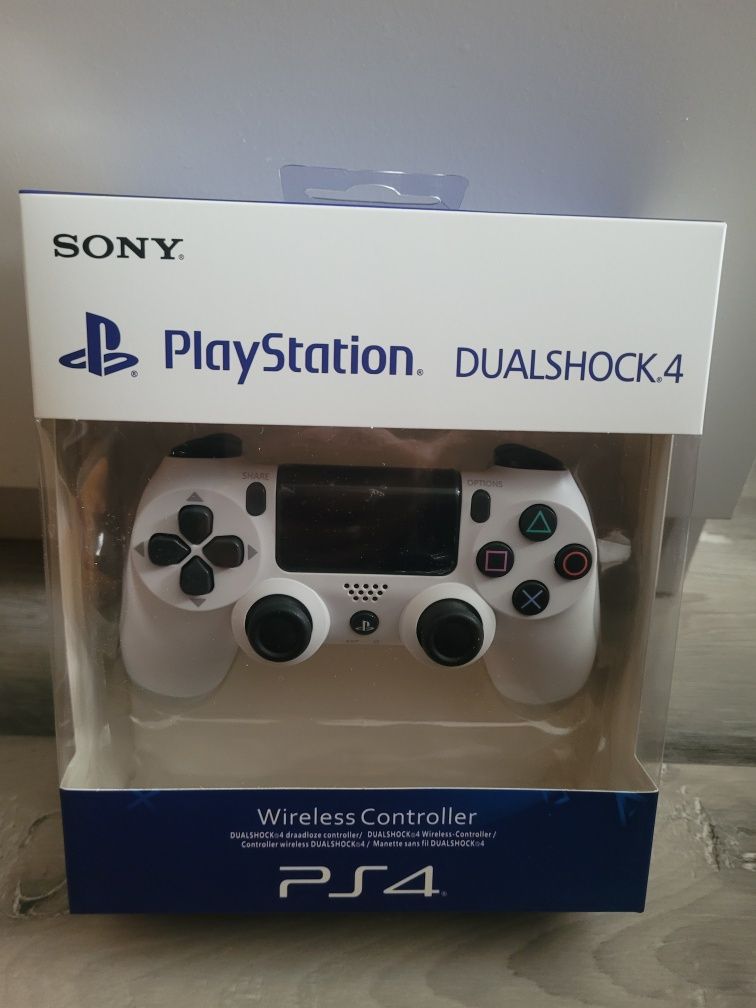 SONY®
PlayStation®
DUALSHOCK®4
SHARE
OPTIONS
Wireless Controller
DUALSHOCK®4 draadloze controller/ DUALSHOCK®4 Wireless-Controller/
Controller wireless DUALSHOCK®4 / Manette sans fil DUALSHOCK®4
PS4®